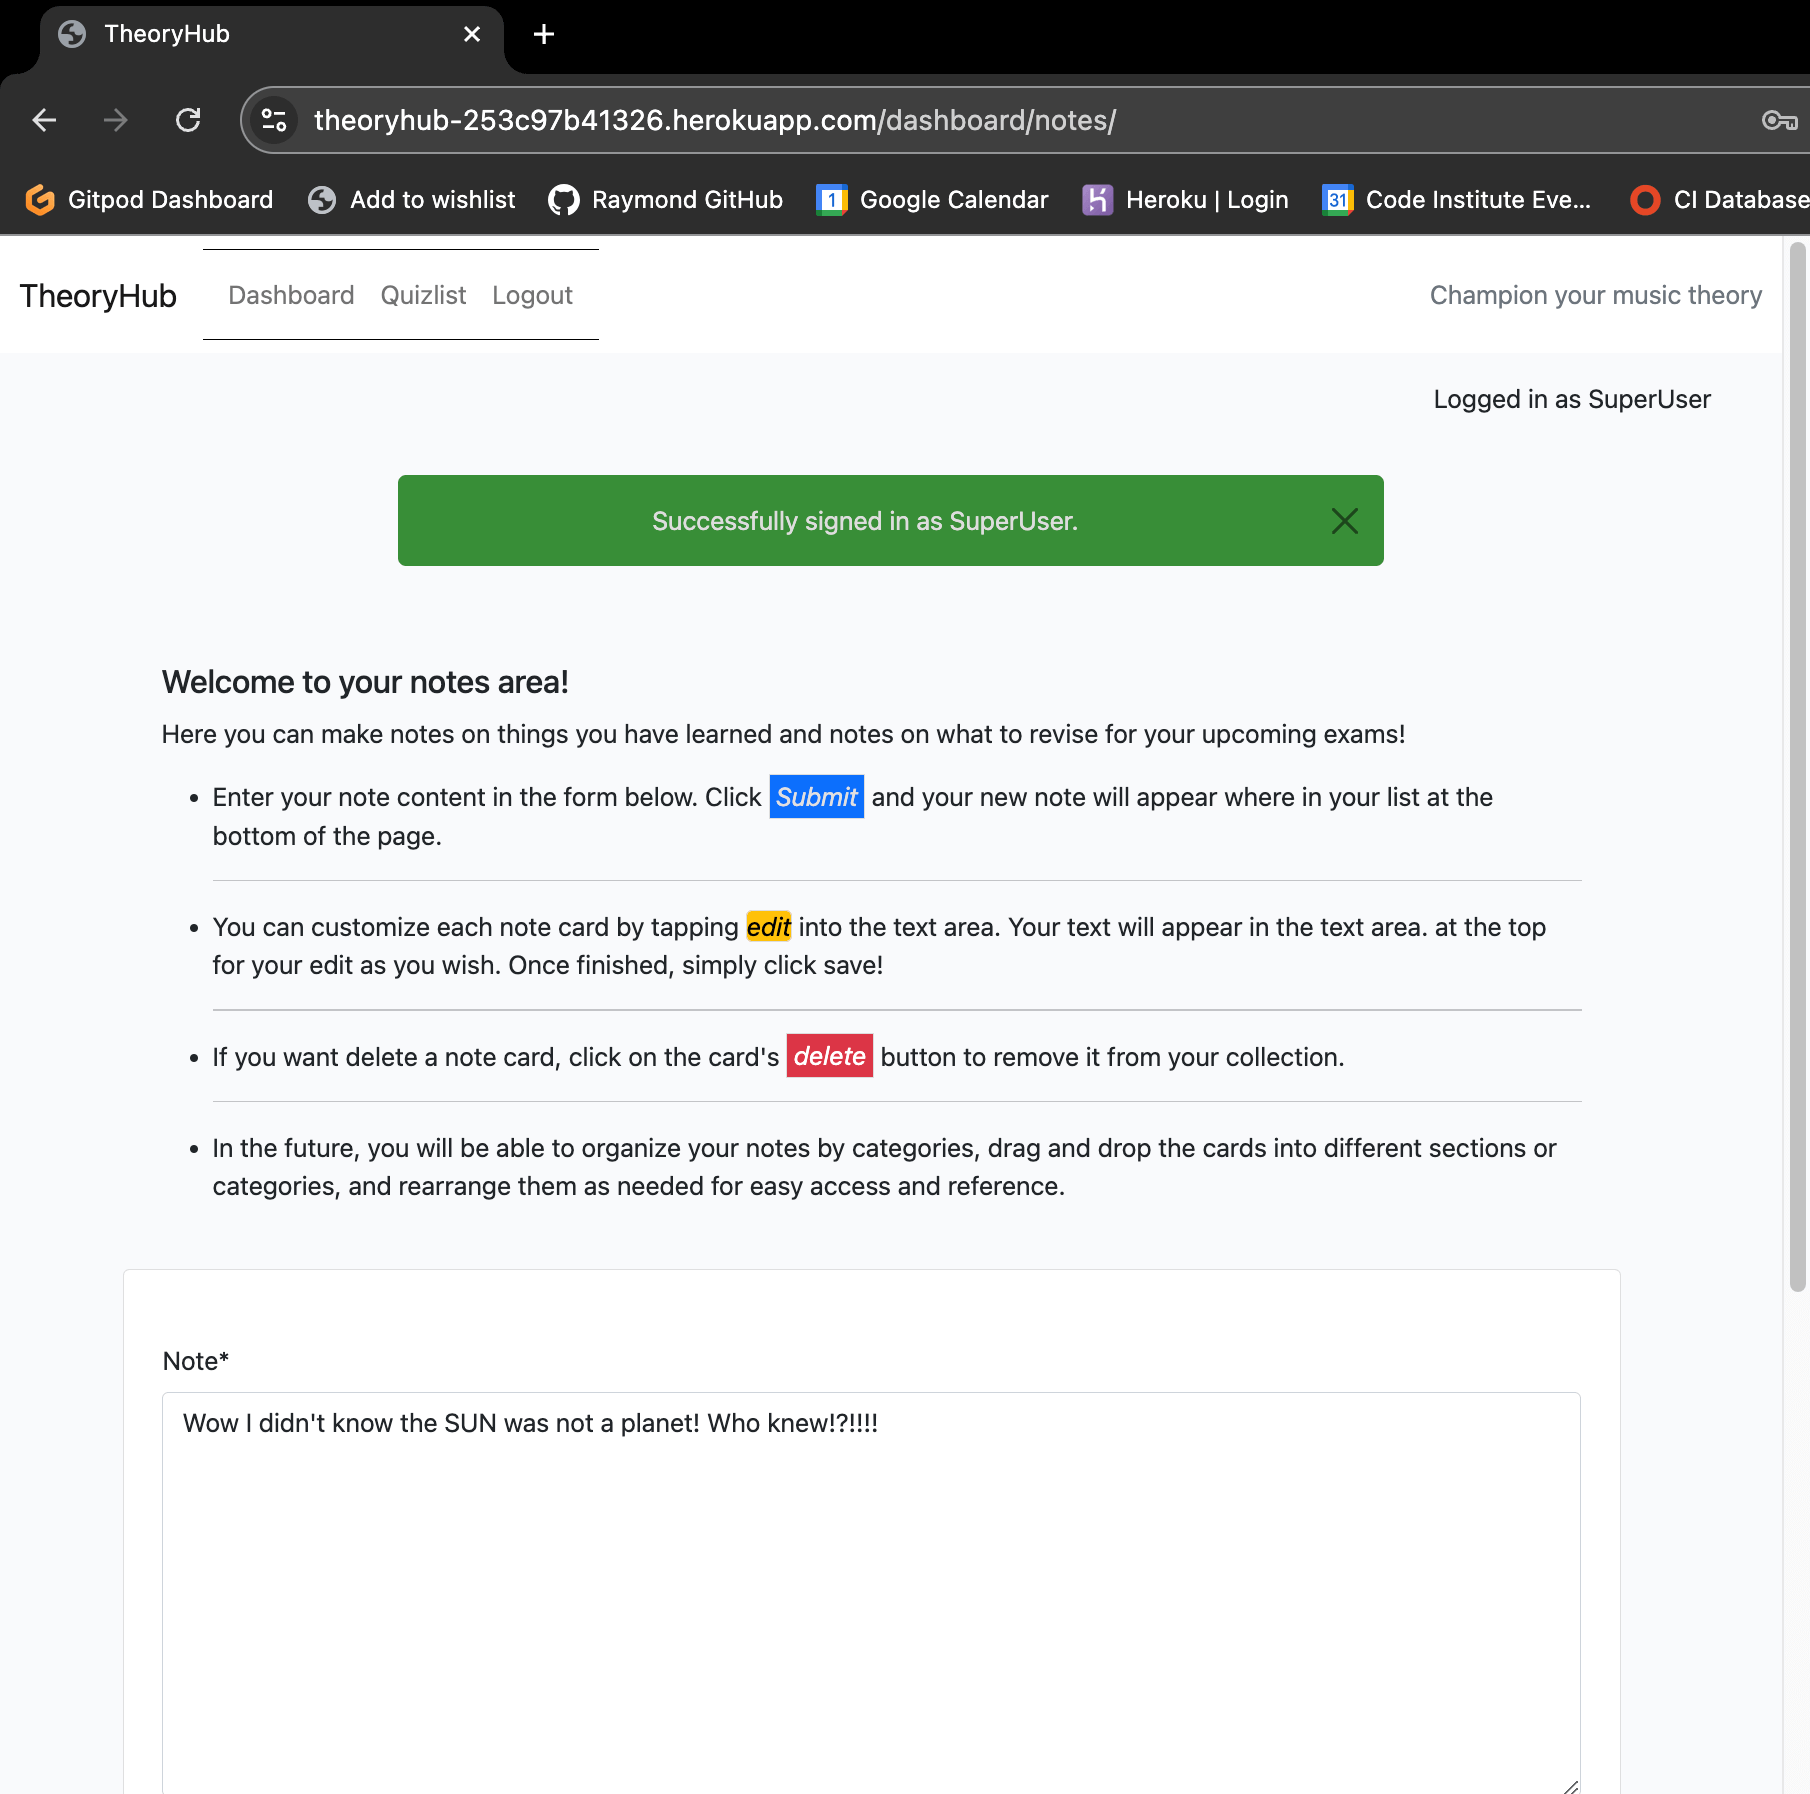 TheoryHub
theoryhub-253c97b41326.herokuapp.com/dashboard/notes/
Gitpod Dashboard Add to wishlist Raymond GitHub 1 Google Calendar Heroku | Login 31 Code Institute Eve... CI Database
TheoryHub Dashboard Quizlist Logout Champion your music theory
Logged in as SuperUser
Successfully signed in as SuperUser.
Welcome to your notes area!
Here you can make notes on things you have learned and notes on what to revise for your upcoming exams!
• Enter your note content in the form below. Click Submit and your new note will appear where in your list at the
bottom of the page.
• You can customize each note card by tapping edit into the text area. Your text will appear in the text area. at the top
for your edit as you wish. Once finished, simply click save!
• If you want delete a note card, click on the card's delete button to remove it from your collection.
• In the future, you will be able to organize your notes by categories, drag and drop the cards into different sections or
categories, and rearrange them as needed for easy access and reference.
Note*
Wow I didn't know the SUN was not a planet! Who knew!?!!!!